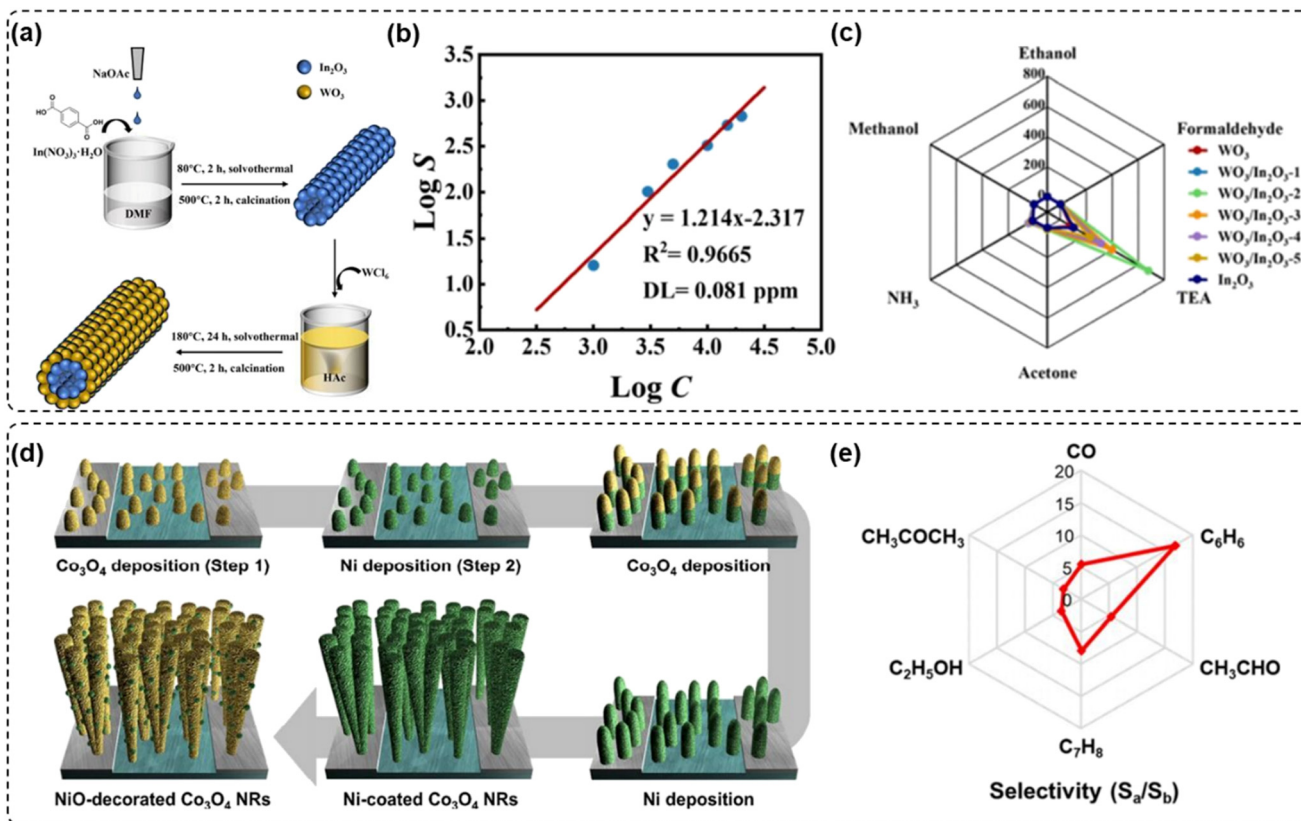 (a)
NaOAc
In₂O₃
WO₃
HO
O
O
OH
In(NO₃)₃·H₂O
DMF
80°C, 2 h, solvothermal
500°C, 2 h, calcination
WCl₆
HAc
180°C, 24 h, solvothermal
500°C, 2 h, calcination
(b)
Log S
3.5
3.0
2.5
2.0
1.5
1.0
0.5
y = 1.214x-2.317
R²= 0.9665
DL= 0.081 ppm
2.0 2.5 3.0 3.5 4.0 4.5 5.0
Log C
(c)
Ethanol
800
600
400
200
0
Methanol
Formaldehyde
WO₃
WO₃/In₂O₃-1
WO₃/In₂O₃-2
WO₃/In₂O₃-3
WO₃/In₂O₃-4
WO₃/In₂O₃-5
In₂O₃
NH₃
TEA
Acetone
(d)
Co₃O₄ deposition (Step 1)
Ni deposition (Step 2)
Co₃O₄ deposition
NiO-decorated Co₃O₄ NRs
Ni-coated Co₃O₄ NRs
Ni deposition
(e)
CO
20
15
10
5
0
CH₃COCH₃
C₆H₆
C₂H₅OH
CH₃CHO
C₇H₈
Selectivity (Sₐ/S_b)